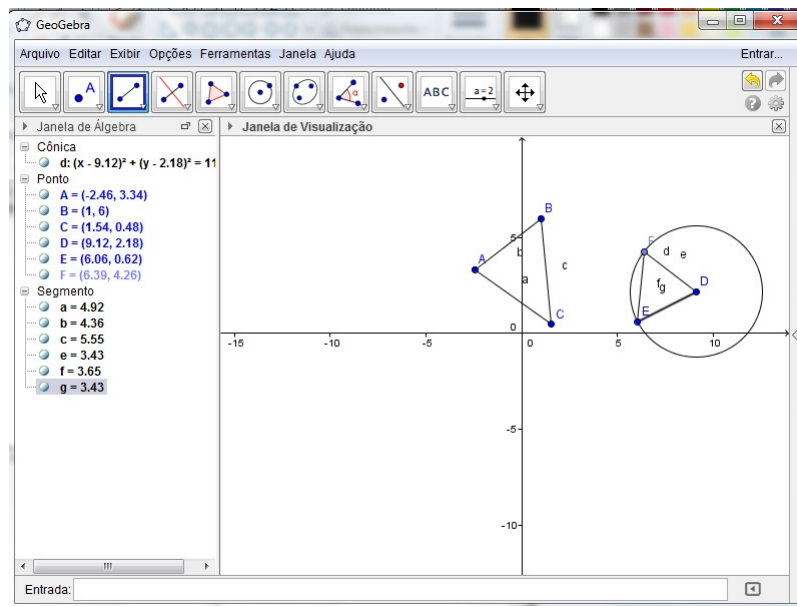 GeoGebra
Arquivo Editar Exibir Opções Ferramentas Janela Ajuda Entrar...
A α ABC a=2
Janela de Álgebra
Janela de Visualização
Cônica
d: (x - 9.12)² + (y - 2.18)² = 11
Ponto
A = (-2.46, 3.34)
B = (1, 6)
C = (1.54, 0.48)
D = (9.12, 2.18)
E = (6.06, 0.62)
F = (6.39, 4.26)
Segmento
a = 4.92
b = 4.36
c = 5.55
e = 3.43
f = 3.65
g = 3.43
B
5
F d e
b
A
c
a
f g D
C
E
0
-15 -10 -5 0 5 10
-5
-10
Entrada: